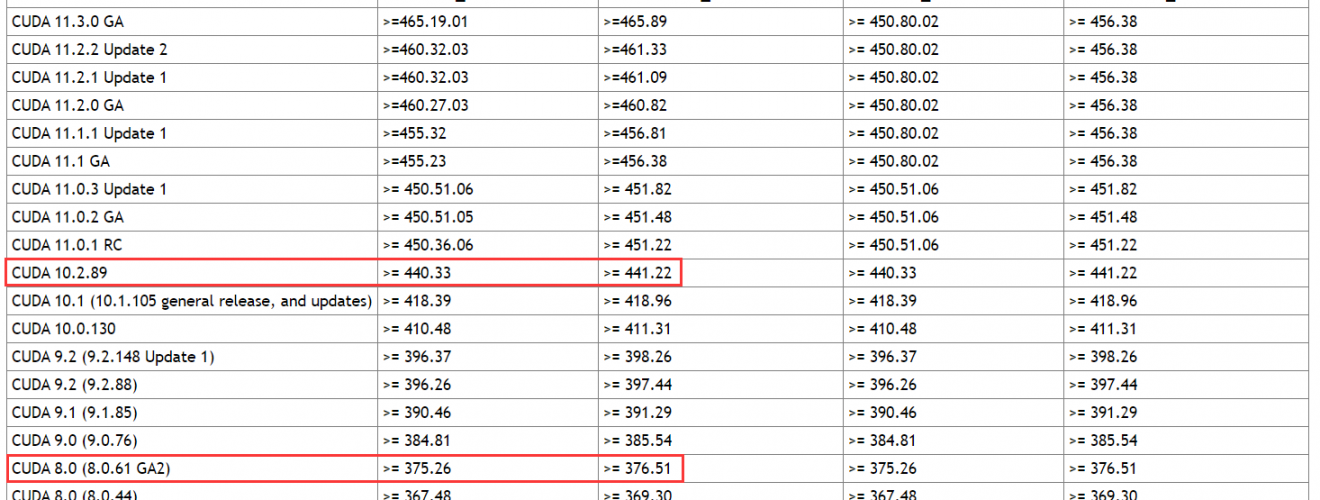 CUDA 11.3.0 GA >=465.19.01 >=465.89 >= 450.80.02 >= 456.38
CUDA 11.2.2 Update 2 >=460.32.03 >=461.33 >= 450.80.02 >= 456.38
CUDA 11.2.1 Update 1 >=460.32.03 >=461.09 >= 450.80.02 >= 456.38
CUDA 11.2.0 GA >=460.27.03 >=460.82 >= 450.80.02 >= 456.38
CUDA 11.1.1 Update 1 >=455.32 >=456.81 >= 450.80.02 >= 456.38
CUDA 11.1 GA >=455.23 >=456.38 >= 450.80.02 >= 456.38
CUDA 11.0.3 Update 1 >= 450.51.06 >= 451.82 >= 450.51.06 >= 451.82
CUDA 11.0.2 GA >= 450.51.05 >= 451.48 >= 450.51.06 >= 451.48
CUDA 11.0.1 RC >= 450.36.06 >= 451.22 >= 450.51.06 >= 451.22
CUDA 10.2.89 >= 440.33 >= 441.22 >= 440.33 >= 441.22
CUDA 10.1 (10.1.105 general release, and updates) >= 418.39 >= 418.96 >= 418.39 >= 418.96
CUDA 10.0.130 >= 410.48 >= 411.31 >= 410.48 >= 411.31
CUDA 9.2 (9.2.148 Update 1) >= 396.37 >= 398.26 >= 396.37 >= 398.26
CUDA 9.2 (9.2.88) >= 396.26 >= 397.44 >= 396.26 >= 397.44
CUDA 9.1 (9.1.85) >= 390.46 >= 391.29 >= 390.46 >= 391.29
CUDA 9.0 (9.0.76) >= 384.81 >= 385.54 >= 384.81 >= 385.54
CUDA 8.0 (8.0.61 GA2) >= 375.26 >= 376.51 >= 375.26 >= 376.51
CUDA 8.0 (8.0.44) >= 367.48 >= 369.30 >= 367.48 >= 369.30